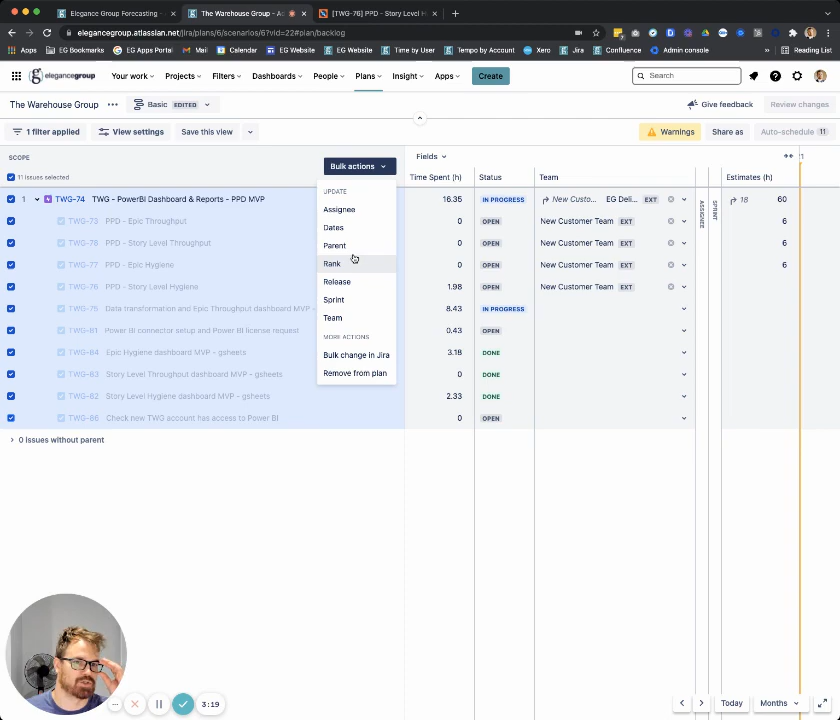 Elegance Group Forecasting -
The Warehouse Group - A
[TWG-76] PPD - Story Level H
elegancegroup.atlassian.net/jira/plans/6/scenarios/6?vid=22#plan/backlog
Apps
EG Bookmarks
EG Apps Portal
Mail
Calendar
EG Website
EG Website
Time by User
Tempo by Account
Xero
Jira
Confluence
Admin console
»
Reading List
elegancegroup
Your work
Projects
Filters
Dashboards
People
Plans
Insight
Apps
Create
Search
The Warehouse Group
Basic EDITED
Give feedback
Review changes
1 filter applied
View settings
Save this view
Warnings
Share as
Auto-schedule 11
SCOPE
Bulk actions
Fields
11 issues selected
Time Spent (h)
Status
Team
Estimates (h)
ASSIGNEE
SPRINT
1 TWG-74 TWG - PowerBI Dashboard & Reports - PPD MVP 16.35 IN PROGRESS New Custo... EG Deli... EXT 18 60
TWG-73 PPD - Epic Throughput 0 OPEN New Customer Team EXT 6
TWG-78 PPD - Story Level Throughput 0 OPEN New Customer Team EXT 6
TWG-77 PPD - Epic Hygiene 0 OPEN New Customer Team EXT 6
TWG-76 PPD - Story Level Hygiene 1.98 OPEN New Customer Team EXT
TWG-75 Data transformation and Epic Throughput dashboard MVP - 8.43 IN PROGRESS
TWG-81 Power BI connector setup and Power BI license request 0.43 OPEN
TWG-84 Epic Hygiene dashboard MVP - gsheets 3.18 DONE
TWG-83 Story Level Throughput dashboard MVP - gsheets 0 DONE
TWG-82 Story Level Hygiene dashboard MVP - gsheets 2.33 DONE
TWG-86 Check new TWG account has access to Power BI 0 OPEN
0 Issues without parent
UPDATE
Assignee
Dates
Parent
Rank
Release
Sprint
Team
MORE ACTIONS
Bulk change in Jira
Remove from plan
3:19
Today
Months